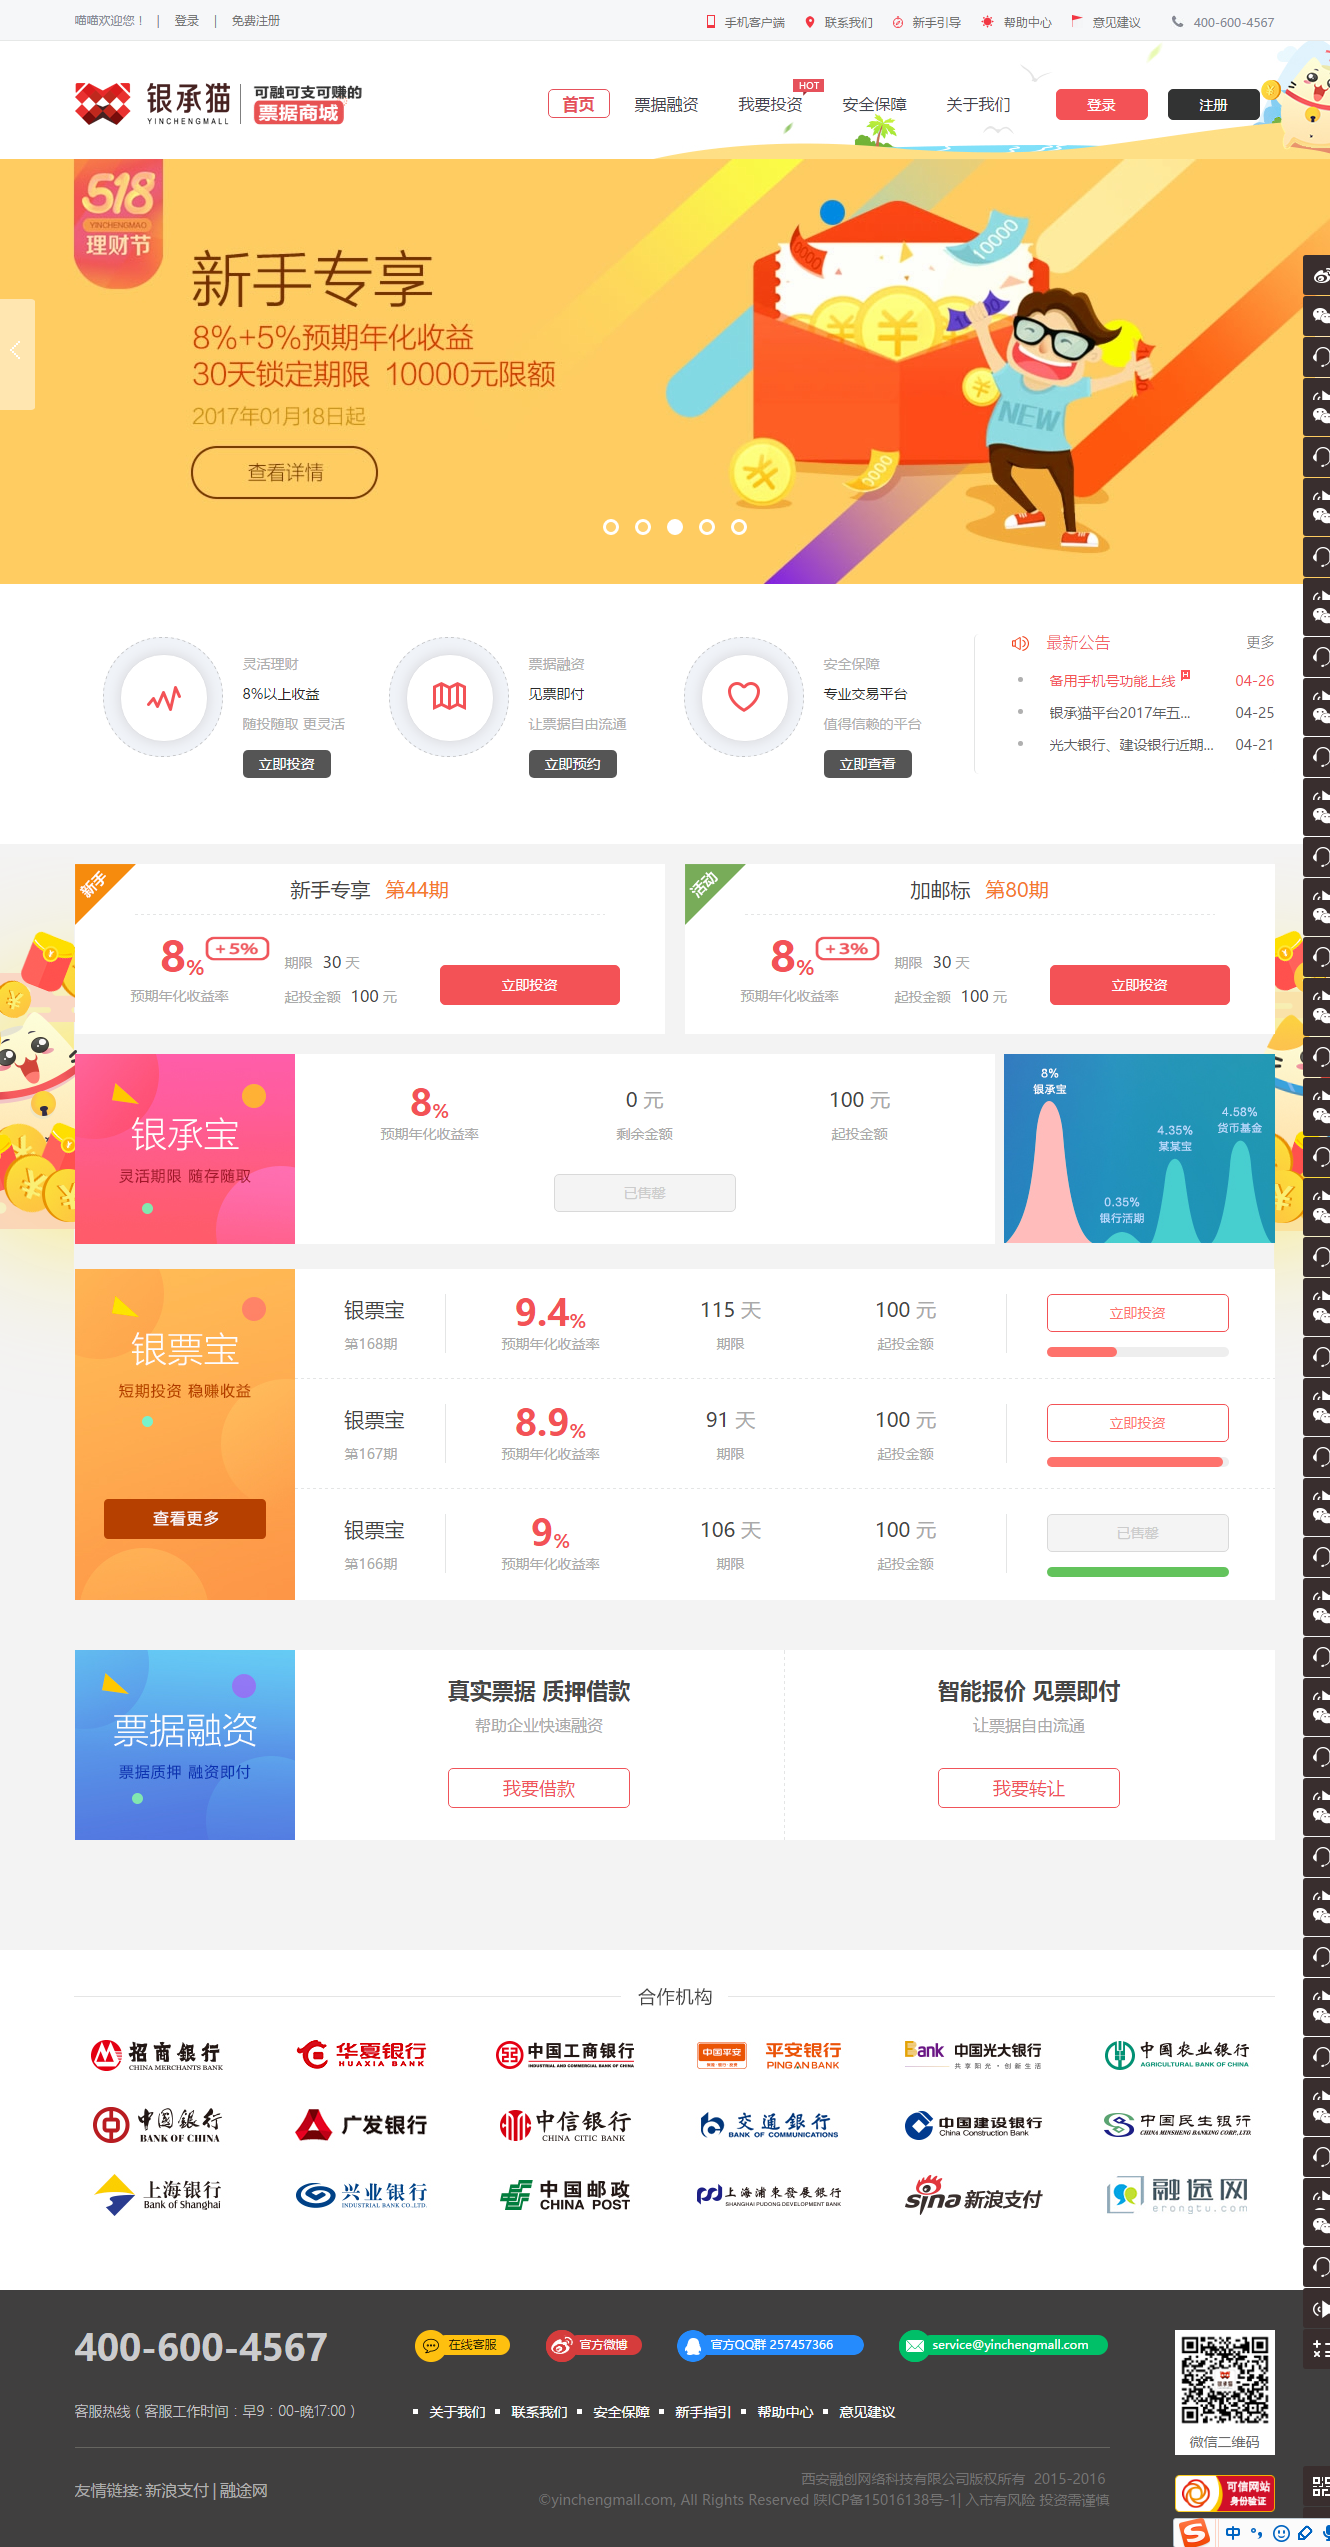 喵喵欢迎您！ | 登录 | 免费注册
手机客户端 联系我们 新手引导 帮助中心 意见建议 400-600-4567
银承猫
YINCHENGMALL
可融可支可赚的
票据商城
首页 票据融资 我要投资 HOT 安全保障 关于我们 登录 注册
518
YINCHENGMAO
理财节
新手专享
8%+5%预期年化收益
30天锁定期限 10000元限额
2017年01月18日起
查看详情
10000
NEW
灵活理财
8%以上收益
随投随取 更灵活
立即投资
票据融资
见票即付
让票据自由流通
立即预约
安全保障
专业交易平台
值得信赖的平台
立即查看
最新公告 更多
备用手机号功能上线 04-26
银承猫平台2017年五... 04-25
光大银行、建设银行近期... 04-21
新手
新手专享 第44期
8% +5%
预期年化收益率
期限 30 天
起投金额 100 元
立即投资
活动
加邮标 第80期
8% +3%
预期年化收益率
期限 30 天
起投金额 100 元
立即投资
银承宝
灵活期限 随存随取
8% 0 元 100 元
预期年化收益率 剩余金额 起投金额
已售罄
8%
银承宝
0.35%
银行活期
4.35%
某某宝
4.58%
货币基金
银票宝
短期投资 稳赚收益
查看更多
银票宝 9.4% 115 天 100 元 立即投资
第168期 预期年化收益率 期限 起投金额
银票宝 8.9% 91 天 100 元 立即投资
第167期 预期年化收益率 期限 起投金额
银票宝 9% 106 天 100 元 已售罄
第166期 预期年化收益率 期限 起投金额
票据融资
票据质押 融资即付
真实票据 质押借款
帮助企业快速融资
我要借款
智能报价 见票即付
让票据自由流通
我要转让
合作机构
招商银行 CHINA MERCHANTS BANK
华夏银行 HUAXIA BANK
中国工商银行 INDUSTRIAL AND COMMERCIAL BANK OF CHINA
中国平安 保险·银行·投资 平安银行 PINGAN BANK
Bank 中国光大银行 共享阳光·创新生活
中国农业银行 AGRICULTURAL BANK OF CHINA
中国银行 BANK OF CHINA
广发银行
中信银行 CHINA CITIC BANK
交通银行 BANK OF COMMUNICATIONS
中国建设银行 China Construction Bank
中国民生银行 CHINA MINSHENG BANKING CORP., LTD.
上海银行 Bank of Shanghai
兴业银行 INDUSTRIAL BANK CO.,LTD.
中国邮政 CHINA POST
上海浦東發展銀行 SHANGHAI PUDONG DEVELOPMENT BANK
sina 新浪支付
融途网 erongtu.com
400-600-4567
在线客服 官方微博 官方QQ群 257457366 service@yinchengmall.com
客服热线（客服工作时间：早9：00-晚17:00）
关于我们 联系我们 安全保障 新手指引 帮助中心 意见建议
银承猫
微信二维码
友情链接: 新浪支付 | 融途网
西安融创网络科技有限公司版权所有 2015-2016
©yinchengmall.com, All Rights Reserved 陕ICP备15016138号-1| 入市有风险 投资需谨慎
可信网站
身份验证
中